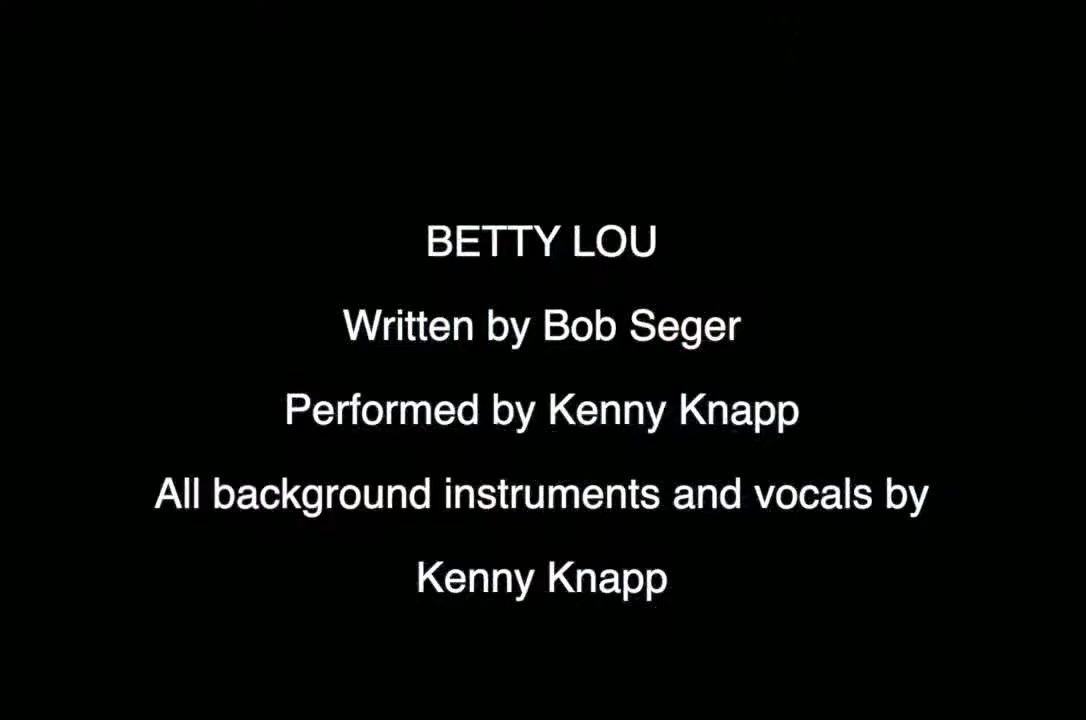 BETTY LOU
Written by Bob Seger
Performed by Kenny Knapp
All background instruments and vocals by
Kenny Knapp